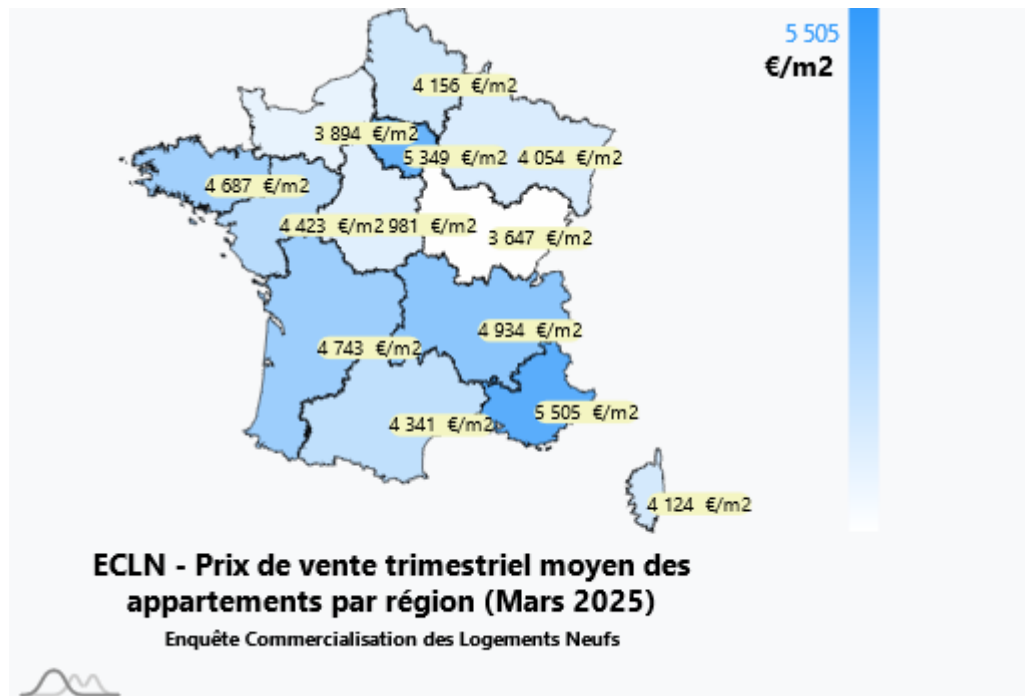 5 505
€/m2
4 156 €/m2
3 894 €/m2
5 349 €/m2
4 054 €/m2
4 687 €/m2
4 423 €/m2
981 €/m2
3 647 €/m2
4 934 €/m2
4 743 €/m2
5 505 €/m2
4 341 €/m2
4 124 €/m2
ECLN - Prix de vente trimestriel moyen des
appartements par région (Mars 2025)
Enquête Commercialisation des Logements Neufs